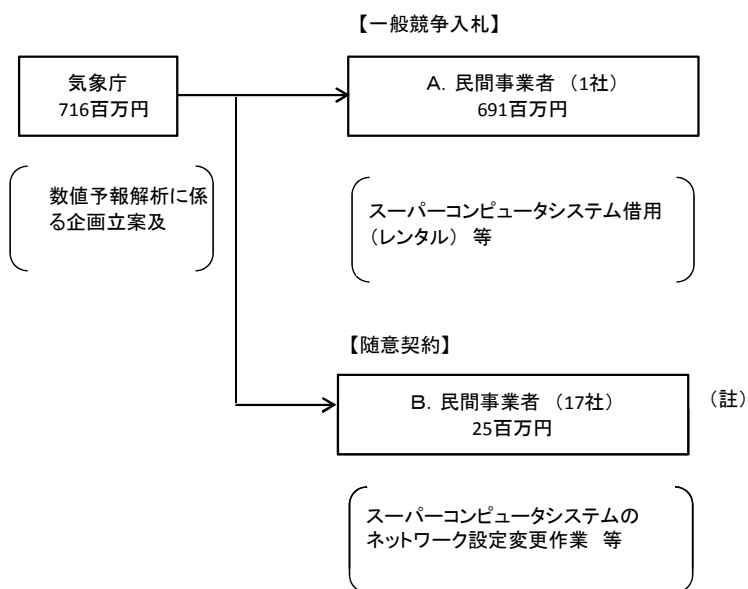 【一般競争入札】
気象庁
716百万円
A. 民間事業者 （1社）
691百万円
数値予報解析に係
る企画立案及
スーパーコンピュータシステム借用
（レンタル） 等
【随意契約】
B. 民間事業者 （17社）
25百万円
（註）
スーパーコンピュータシステムの
ネットワーク設定変更作業 等